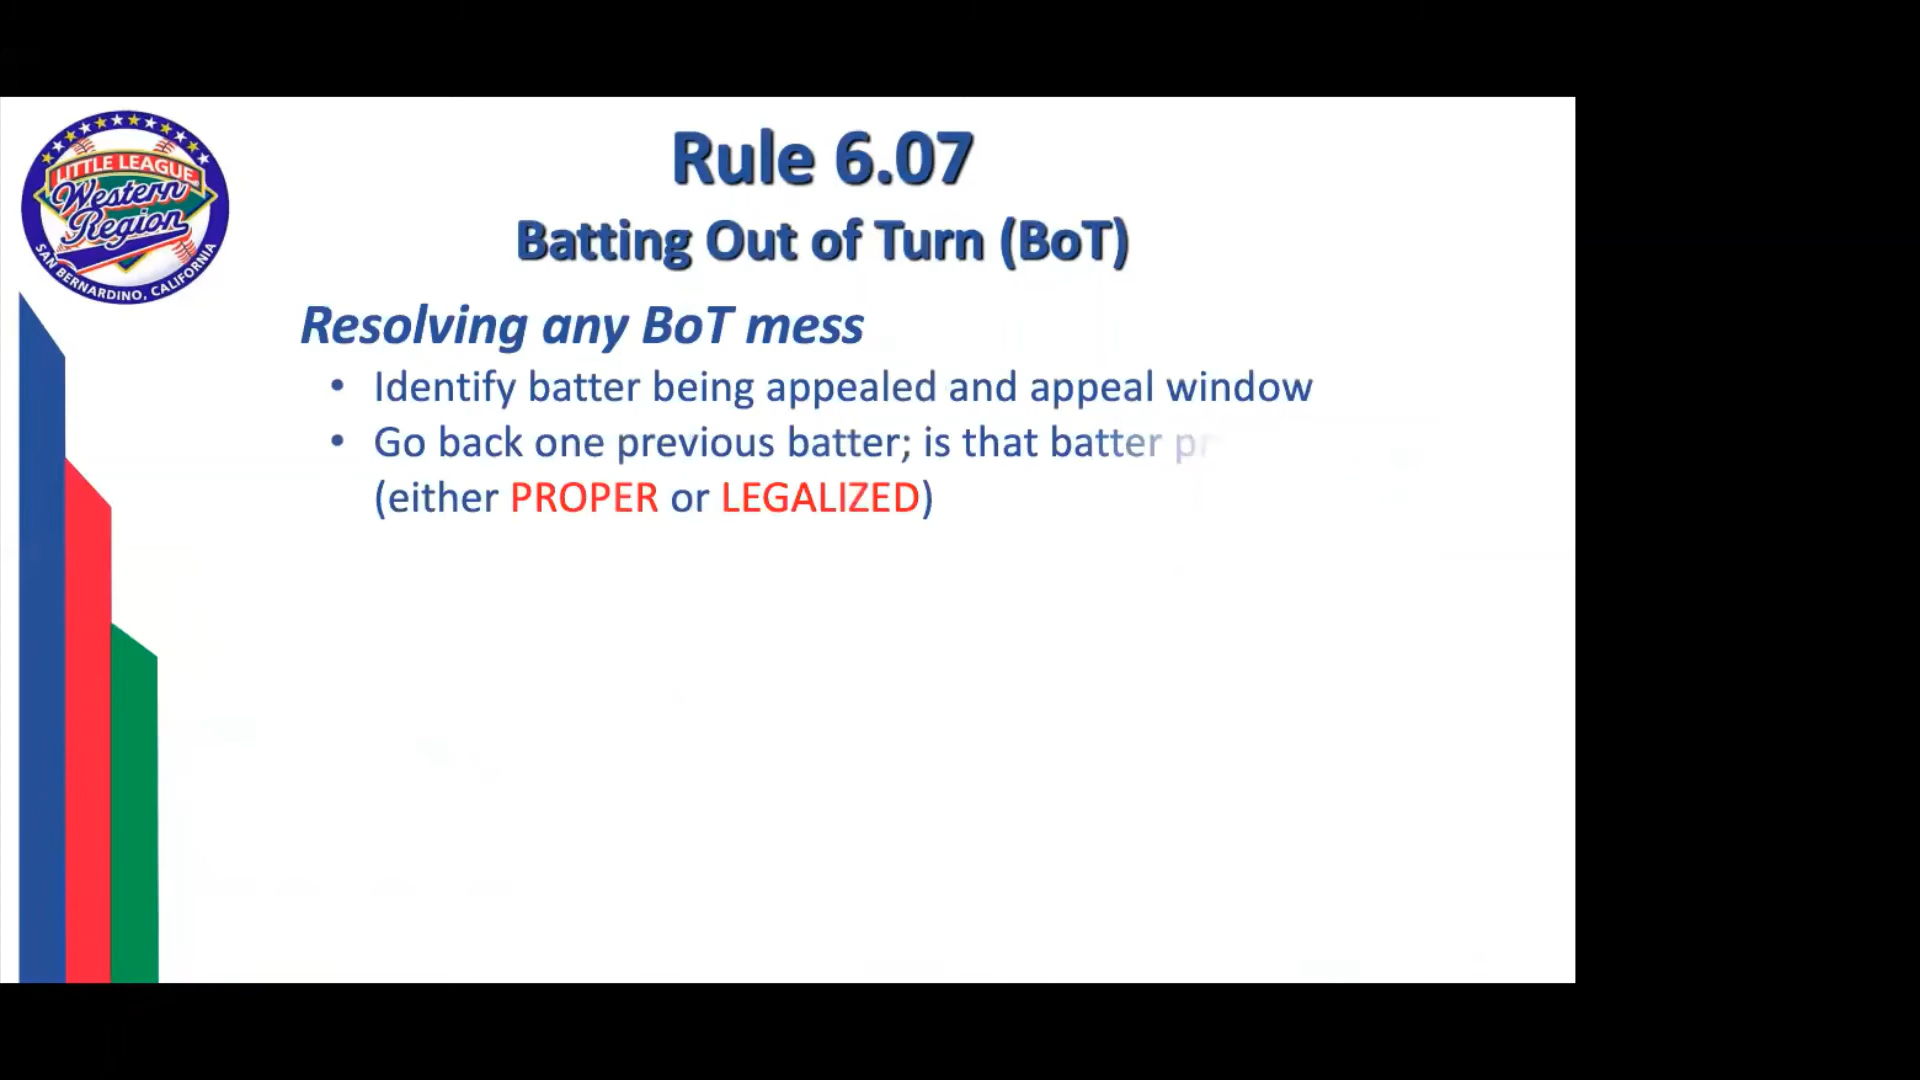 LITTLE LEAGUE
Western
Region
SAN BERNARDINO, CALIFORNIA
Rule 6.07
Batting Out of Turn (BoT)
Resolving any BoT mess
• Identify batter being appealed and appeal window
• Go back one previous batter; is that batter
(either PROPER or LEGALIZED)